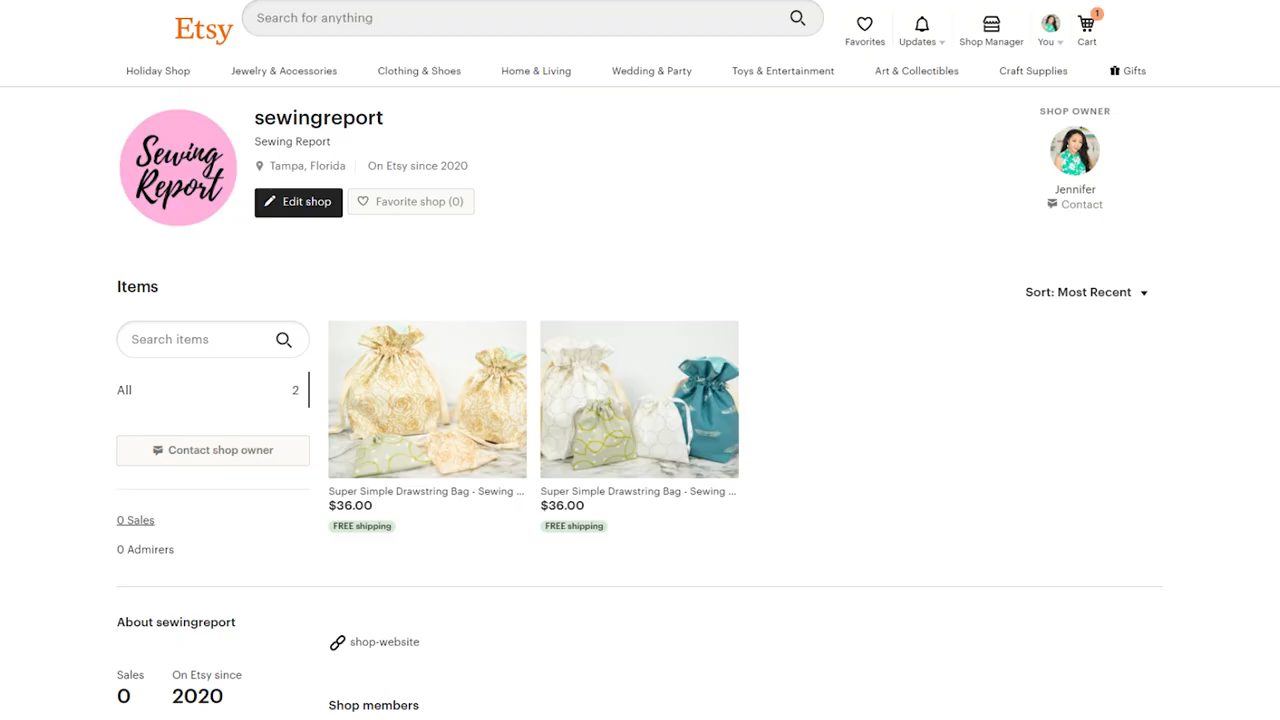 Etsy
Search for anything
Favorites
Updates
Shop Manager
You
1
Cart
Holiday Shop
Jewelry & Accessories
Clothing & Shoes
Home & Living
Wedding & Party
Toys & Entertainment
Art & Collectibles
Craft Supplies
Gifts
Sewing
Report
sewingreport
Sewing Report
Tampa, Florida
On Etsy since 2020
Edit shop
Favorite shop (0)
SHOP OWNER
Jennifer
Contact
Items
Sort: Most Recent
Search items
All 2
Contact shop owner
0 Sales
0 Admirers
Super Simple Drawstring Bag - Sewing ...
$36.00
FREE shipping
Super Simple Drawstring Bag - Sewing ...
$36.00
FREE shipping
About sewingreport
Sales
0
On Etsy since
2020
shop-website
Shop members